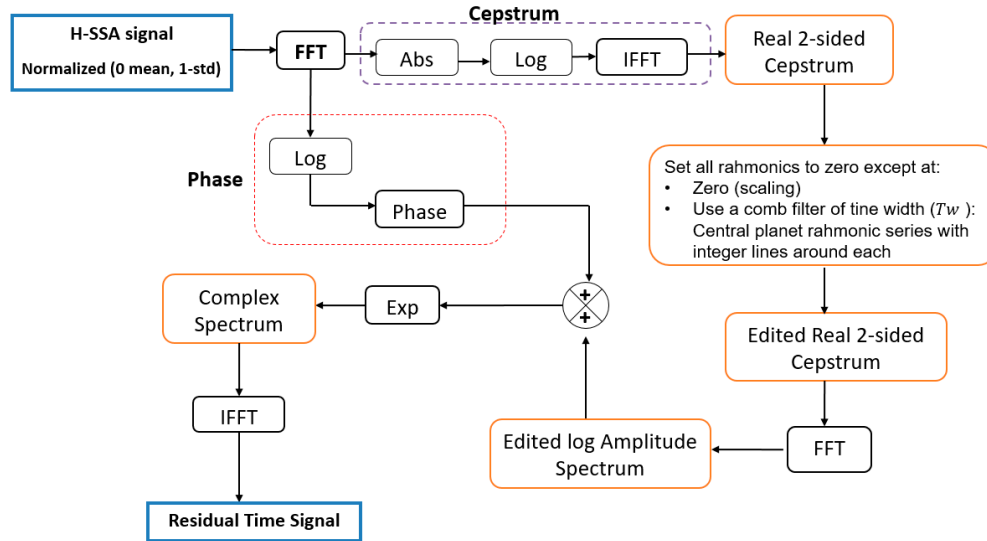 Cepstrum
H-SSA signal
Normalized (0 mean, 1-std)
FFT
Abs
Log
IFFT
Real 2-sided
Cepstrum
Phase
Log
Phase
Set all rahmonics to zero except at:
• Zero (scaling)
• Use a comb filter of tine width (Tw ):
Central planet rahmonic series with
integer lines around each
Complex
Spectrum
Exp
+
+
Edited Real 2-sided
Cepstrum
IFFT
Edited log Amplitude
Spectrum
FFT
Residual Time Signal